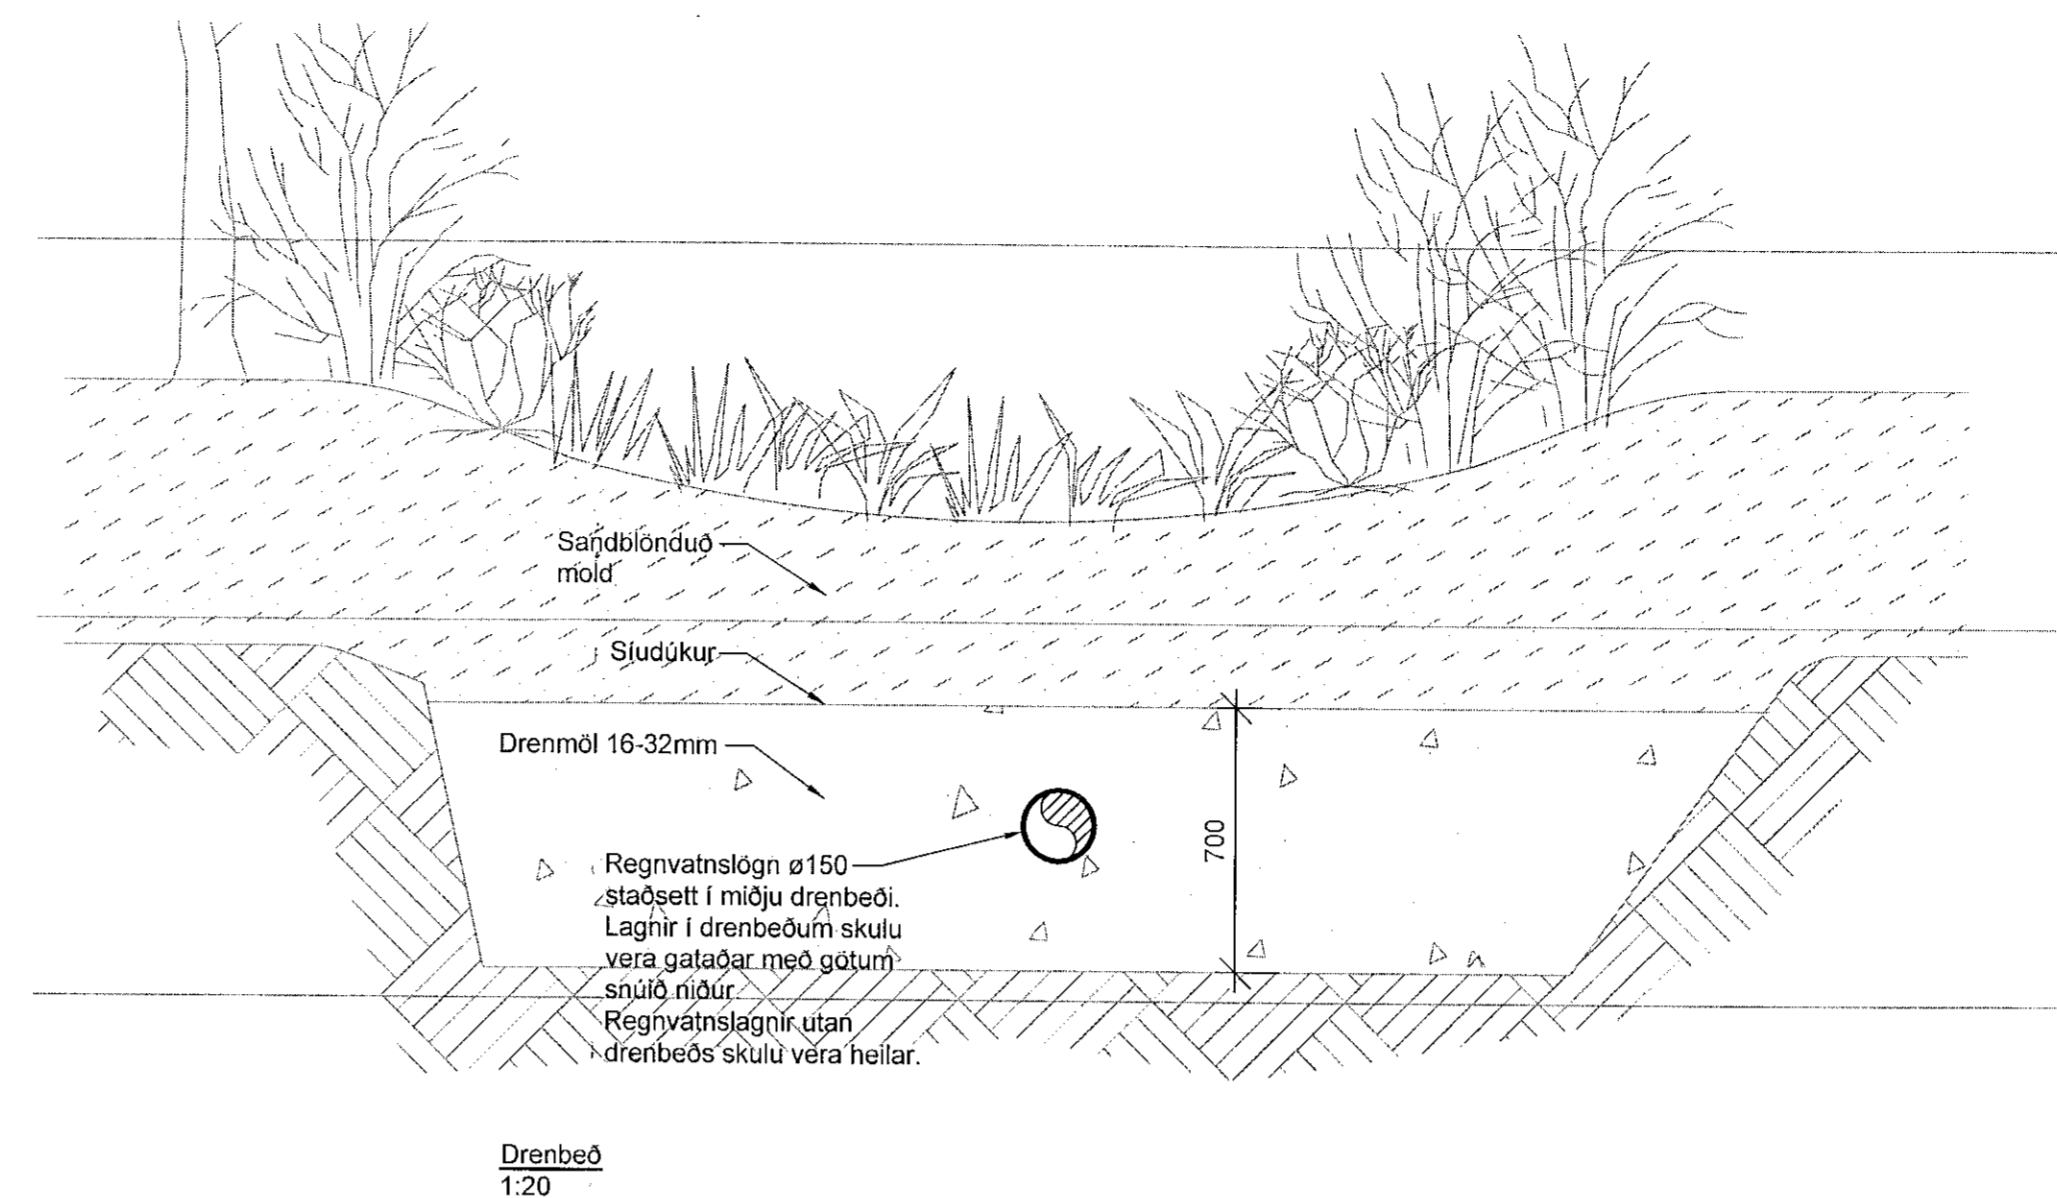 Sandblönduð
mold
Síudúkur
Drenmöl 16-32mm
700
Regnvatnslögn ø150
staðsett í miðju drenbeði.
Lagnir í drenbeðum skulu
vera gataðar með götum
snúið niður
Regnvatnslagnir utan
drenbeðs skulu vera heilar.
Drenbeð
1:20